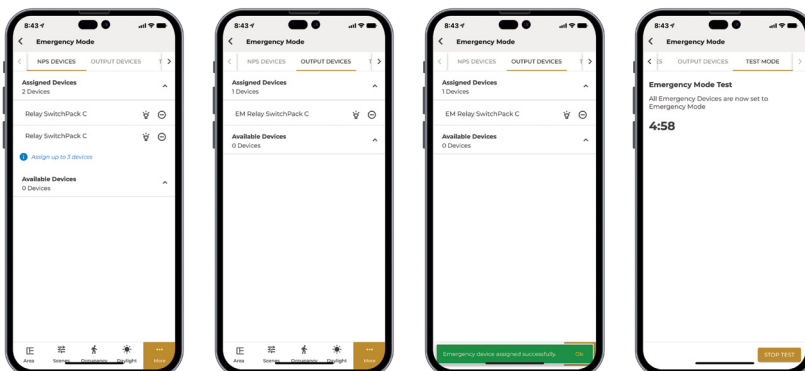 8:43
Emergency Mode
NPS DEVICES OUTPUT DEVICES T
Assigned Devices
2 Devices
Relay SwitchPack C
Relay SwitchPack C
Assign up to 3 devices
Available Devices
0 Devices
Area Scenes Occupancy Daylight More
8:43
Emergency Mode
NPS DEVICES OUTPUT DEVICES T
Assigned Devices
1 Devices
EM Relay SwitchPack C
Available Devices
0 Devices
Area Scenes Occupancy Daylight More
8:43
Emergency Mode
NPS DEVICES OUTPUT DEVICES T
Assigned Devices
1 Devices
EM Relay SwitchPack C
Available Devices
0 Devices
Emergency device assigned successfully. Ok
8:43
Emergency Mode
ES OUTPUT DEVICES TEST MODE
Emergency Mode Test
All Emergency Devices are now set to
Emergency Mode
4:58
STOP TEST